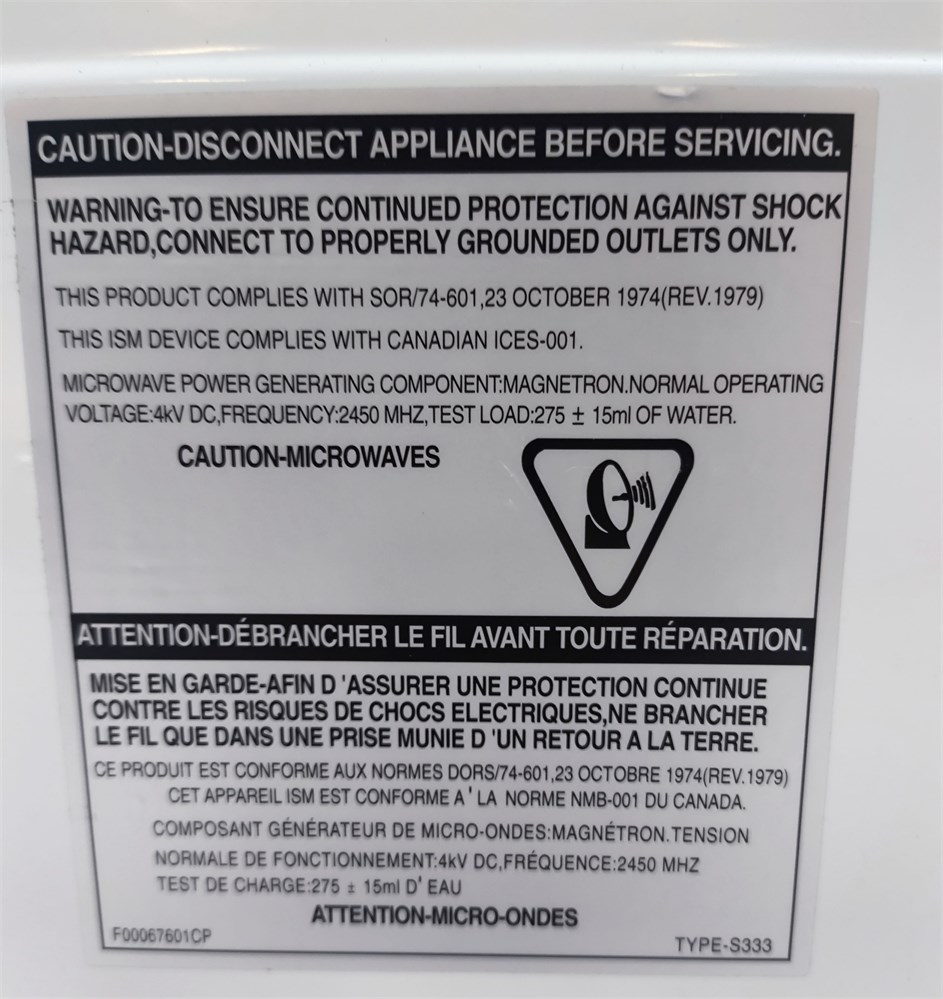 CAUTION-DISCONNECT APPLIANCE BEFORE SERVICING.
WARNING-TO ENSURE CONTINUED PROTECTION AGAINST SHOCK
HAZARD,CONNECT TO PROPERLY GROUNDED OUTLETS ONLY.
THIS PRODUCT COMPLIES WITH SOR/74-601,23 OCTOBER 1974(REV.1979)
THIS ISM DEVICE COMPLIES WITH CANADIAN ICES-001.
MICROWAVE POWER GENERATING COMPONENT:MAGNETRON.NORMAL OPERATING
VOLTAGE:4kV DC,FREQUENCY:2450 MHZ,TEST LOAD:275 ± 15ml OF WATER.
CAUTION-MICROWAVES
ATTENTION-DÉBRANCHER LE FIL AVANT TOUTE RÉPARATION.
MISE EN GARDE-AFIN D 'ASSURER UNE PROTECTION CONTINUE
CONTRE LES RISQUES DE CHOCS ELECTRIQUES,NE BRANCHER
LE FIL QUE DANS UNE PRISE MUNIE D 'UN RETOUR A LA TERRE.
CE PRODUIT EST CONFORME AUX NORMES DORS/74-601,23 OCTOBRE 1974(REV.1979)
CET APPAREIL ISM EST CONFORME A ' LA NORME NMB-001 DU CANADA.
COMPOSANT GÉNÉRATEUR DE MICRO-ONDES:MAGNÉTRON.TENSION
NORMALE DE FONCTIONNEMENT:4kV DC,FRÉQUENCE:2450 MHZ
TEST DE CHARGE:275 ± 15ml D' EAU
ATTENTION-MICRO-ONDES
F00067601CP
TYPE-S333